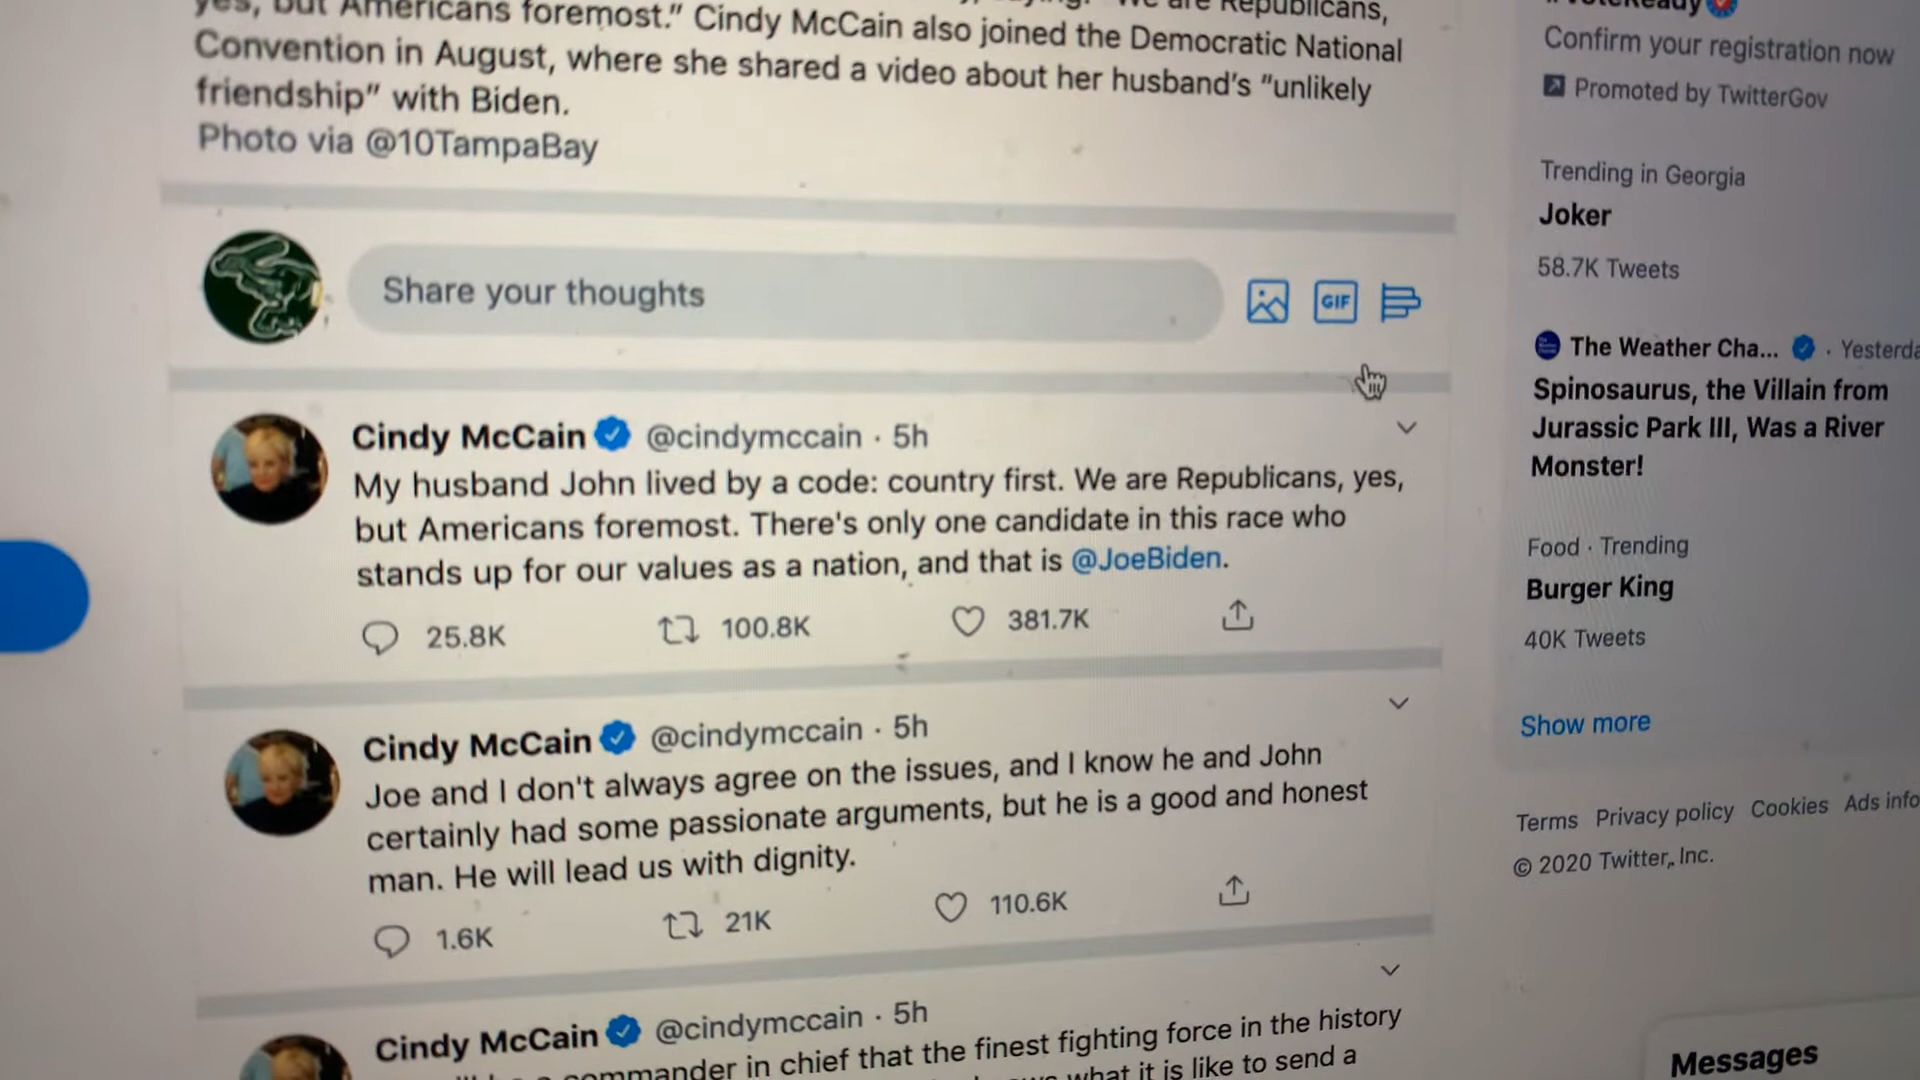 yes, but Americans foremost.” Cindy McCain also joined the Democratic National
Convention in August, where she shared a video about her husband’s “unlikely
friendship” with Biden.
Photo via @10TampaBay
Share your thoughts
GIF
Cindy McCain @cindymccain · 5h
My husband John lived by a code: country first. We are Republicans, yes,
but Americans foremost. There's only one candidate in this race who
stands up for our values as a nation, and that is @JoeBiden.
25.8K 100.8K 381.7K
Cindy McCain @cindymccain · 5h
Joe and I don't always agree on the issues, and I know he and John
certainly had some passionate arguments, but he is a good and honest
man. He will lead us with dignity.
1.6K 21K 110.6K
Cindy McCain @cindymccain · 5h
commander in chief that the finest fighting force in the history
what it is like to send a
Confirm your registration now
Promoted by TwitterGov
Trending in Georgia
Joker
58.7K Tweets
The Weather Cha... · Yesterda
Spinosaurus, the Villain from
Jurassic Park III, Was a River
Monster!
Food · Trending
Burger King
40K Tweets
Show more
Terms Privacy policy Cookies Ads info
© 2020 Twitter, Inc.
Messages